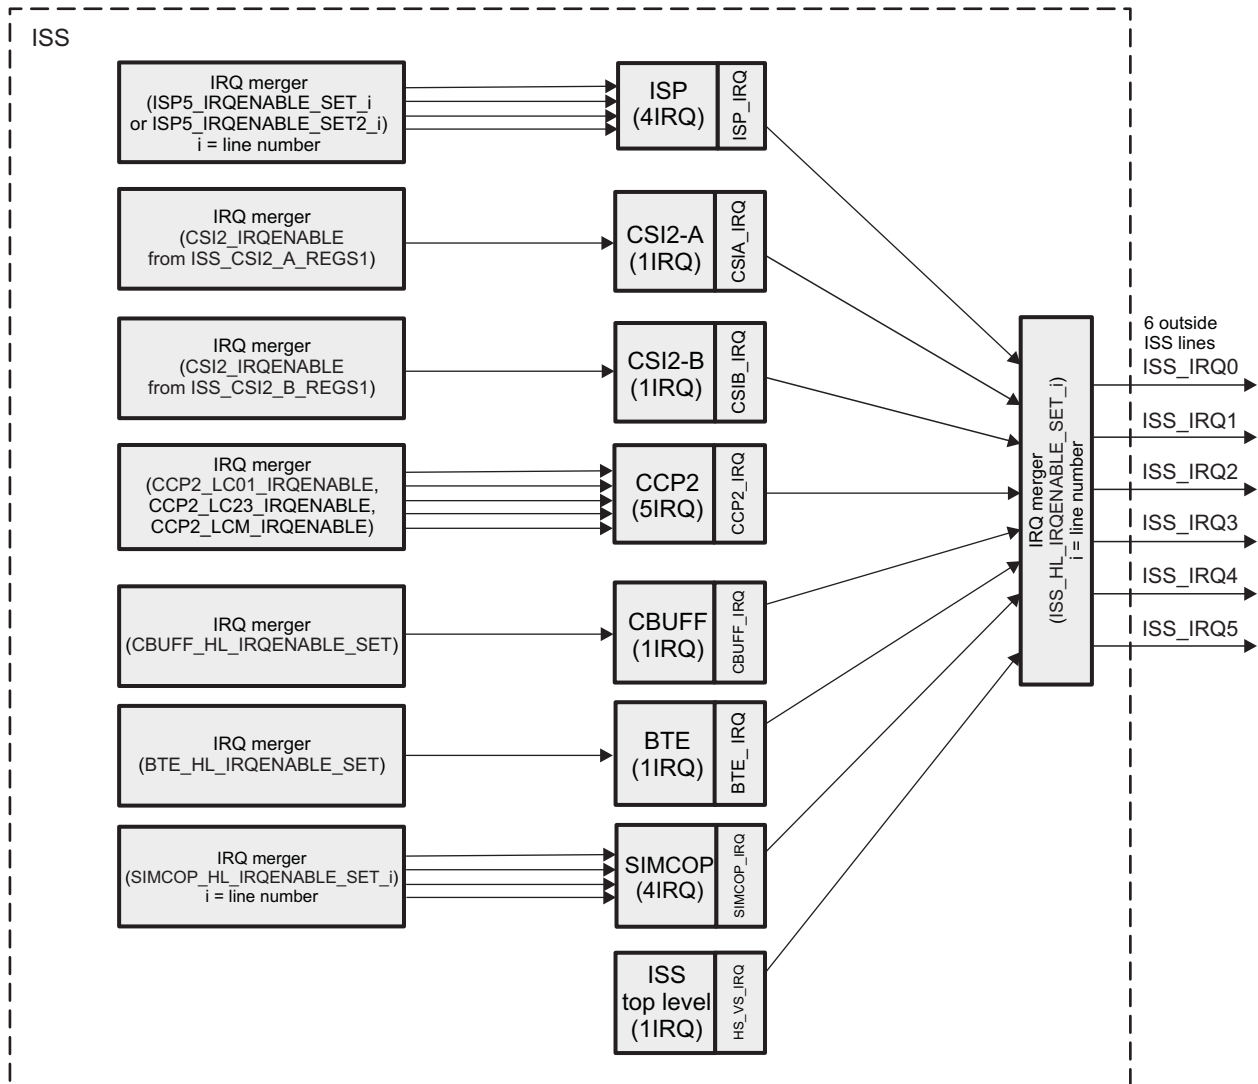 ISS
IRQ merger
(ISP5_IRQENABLE_SET_i
or ISP5_IRQENABLE_SET2_i)
i = line number
ISP
(4IRQ)
ISP_IRQ
IRQ merger
(CSI2_IRQENABLE
from ISS_CSI2_A_REGS1)
CSI2-A
(1IRQ)
CSIA_IRQ
IRQ merger
(CSI2_IRQENABLE
from ISS_CSI2_B_REGS1)
CSI2-B
(1IRQ)
CSIB_IRQ
IRQ merger
(CCP2_LC01_IRQENABLE,
CCP2_LC23_IRQENABLE,
CCP2_LCM_IRQENABLE)
CCP2
(5IRQ)
CCP2_IRQ
IRQ merger
(CBUFF_HL_IRQENABLE_SET)
CBUFF
(1IRQ)
CBUFF_IRQ
IRQ merger
(BTE_HL_IRQENABLE_SET)
BTE
(1IRQ)
BTE_ IRQ
IRQ merger
(SIMCOP_HL_IRQENABLE_SET_i)
i = line number
SIMCOP
(4IRQ)
SIMCOP_IRQ
ISS
top level
(1IRQ)
HS_VS_IRQ
IRQ merger
(ISS_HL_IRQENABLE_SET_i)
i = line number
6 outside
ISS lines
ISS_IRQ0
ISS_IRQ1
ISS_IRQ2
ISS_IRQ3
ISS_IRQ4
ISS_IRQ5